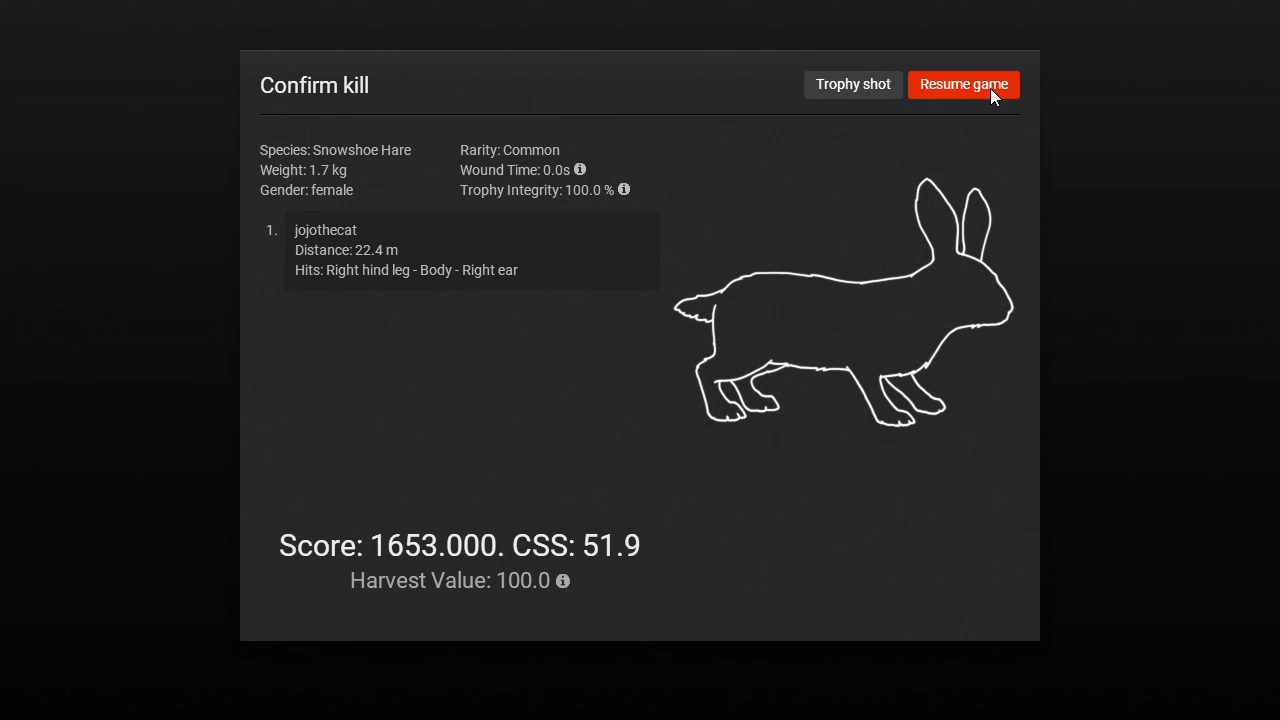 Confirm kill
Trophy shot
Resume game
Species: Snowshoe Hare
Weight: 1.7 kg
Gender: female
Rarity: Common
Wound Time: 0.0s
Trophy Integrity: 100.0 %
1.
jojothecat
Distance: 22.4 m
Hits: Right hind leg - Body - Right ear
Score: 1653.000. CSS: 51.9
Harvest Value: 100.0